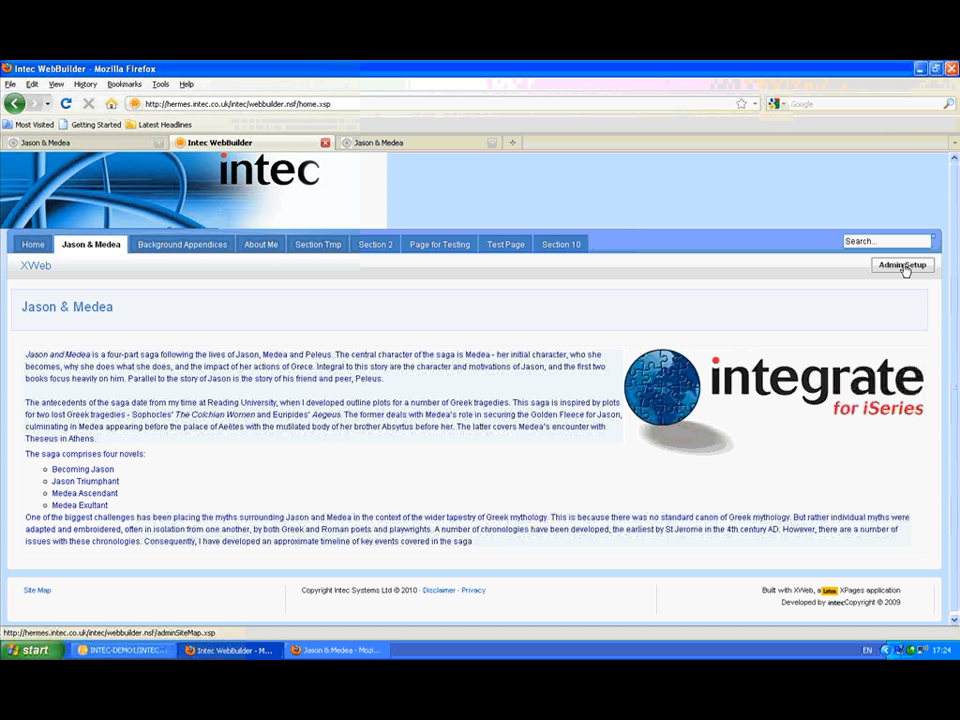 Intec WebBuilder - Mozilla Firefox
File Edit View History Bookmarks Tools Help
http://hermes.intec.co.uk/intec/webbuilder.nsf/home.xsp
Google
Most Visited Getting Started Latest Headlines
Jason & Medea Intec WebBuilder Jason & Medea
intec
Home Jason & Medea Background Appendices About Me Section Tmp Section 2 Page for Testing Test Page Section 10 Search...
XWeb Admin Setup
Jason & Medea
Jason and Medea is a four-part saga following the lives of Jason, Medea and Peleus. The central character of the saga is Medea - her initial character, who she
becomes, why she does what she does, and the impact of her actions of Greece. Integral to this story are the character and motivations of Jason, and the first two
books focus heavily on him. Parallel to the story of Jason is the story of his friend and peer, Peleus.
The antecedents of the saga date from my time at Reading University, when I developed outline plots for a number of Greek tragedies. This saga is inspired by plots
for two lost Greek tragedies - Sophocles' The Colchian Women and Euripides' Aegeus. The former deals with Medea's role in securing the Golden Fleece for Jason,
culminating in Medea appearing before the palace of Aeëtes with the mutilated body of her brother Absyrtus before her. The latter covers Medea's encounter with
Theseus in Athens.
integrate
for iSeries
The saga comprises four novels:
Becoming Jason
Jason Triumphant
Medea Ascendant
Medea Exultant
One of the biggest challenges has been placing the myths surrounding Jason and Medea in the context of the wider tapestry of Greek mythology. This is because there was no standard canon of Greek mythology. But rather individual myths were
adapted and embroidered, often in isolation from one another, by both Greek and Roman poets and playwrights. A number of chronologies have been developed, the earliest by St Jerome in the 4th century AD. However, there are a number of
issues with these chronologies. Consequently, I have developed an approximate timeline of key events covered in the saga
Site Map Copyright Intec Systems Ltd © 2010 · Disclaimer · Privacy Built with XWeb, a Lotus XPages application
Developed by intec Copyright © 2009
http://hermes.intec.co.uk/intec/webbuilder.nsf/adminSiteMap.xsp
start INTEC-DEMO1/INTEC... Intec WebBuilder - M... Jason & Medea - Mozi... EN 17:24